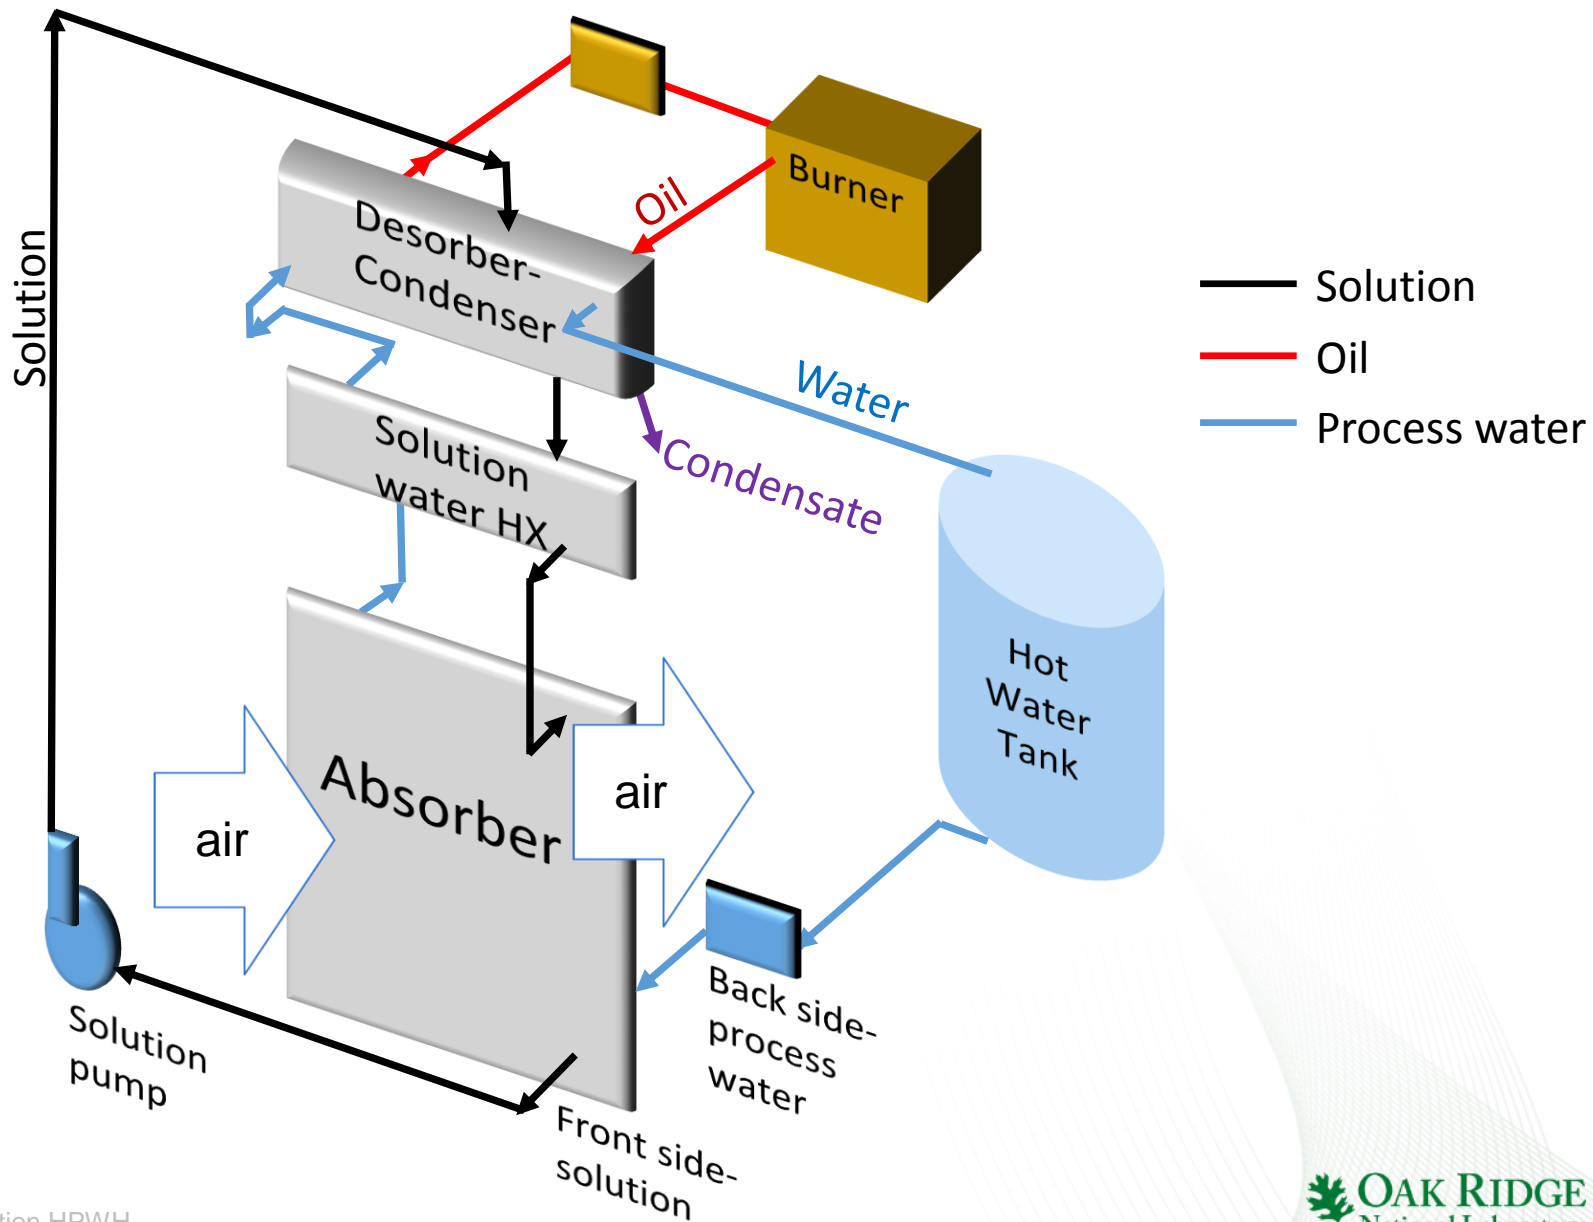 Burner
Oil
Desorber-
Condenser
Solution
Solution
Oil
Process water
Water
Condensate
Solution
water HX
Hot
Water
Tank
Absorber
air
air
Back side-
process
water
Solution
pump
Front side-
solution
OAK RIDGE
HPWH